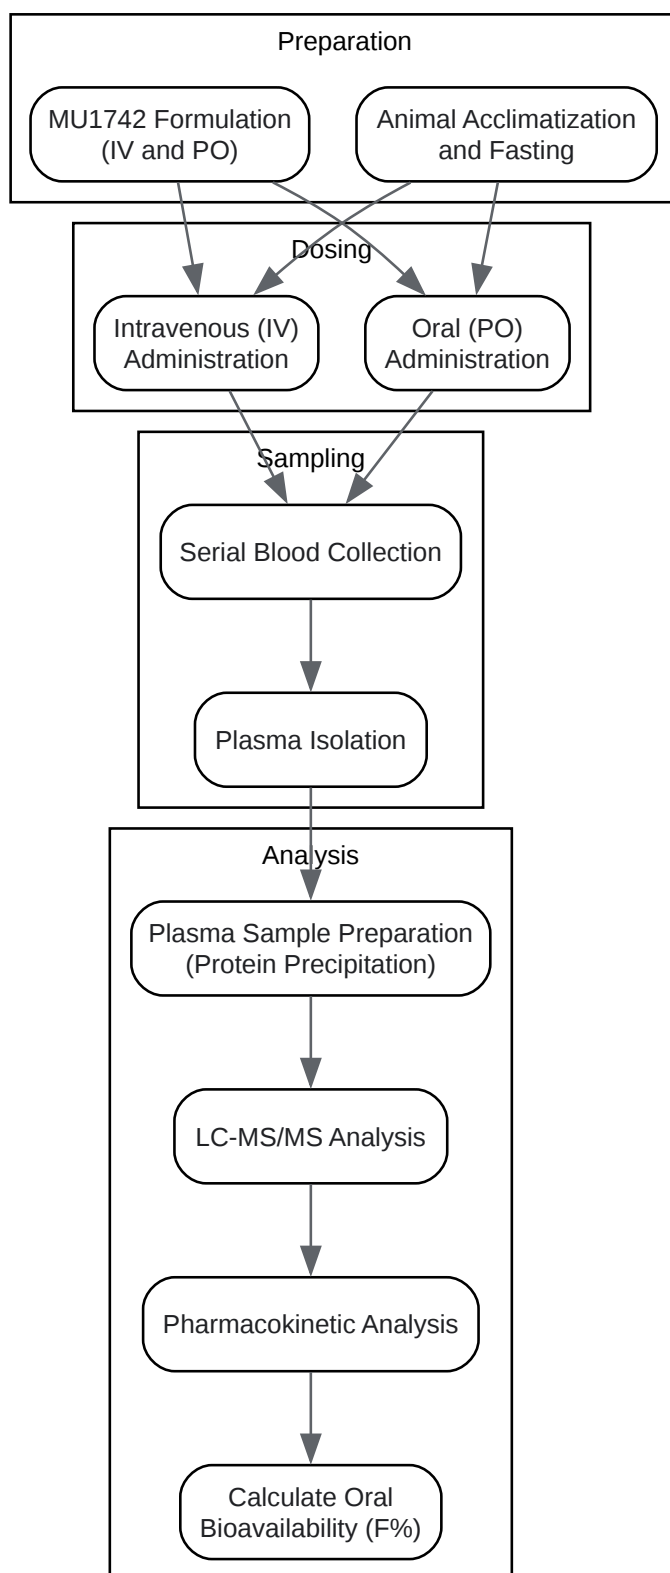 Preparation
MU1742 Formulation
(IV and PO)
Animal Acclimatization
and Fasting
Dosing
Intravenous (IV)
Administration
Oral (PO)
Administration
Sampling
Serial Blood Collection
Plasma Isolation
Analysis
Plasma Sample Preparation
(Protein Precipitation)
LC-MS/MS Analysis
Pharmacokinetic Analysis
Calculate Oral
Bioavailability (F%)